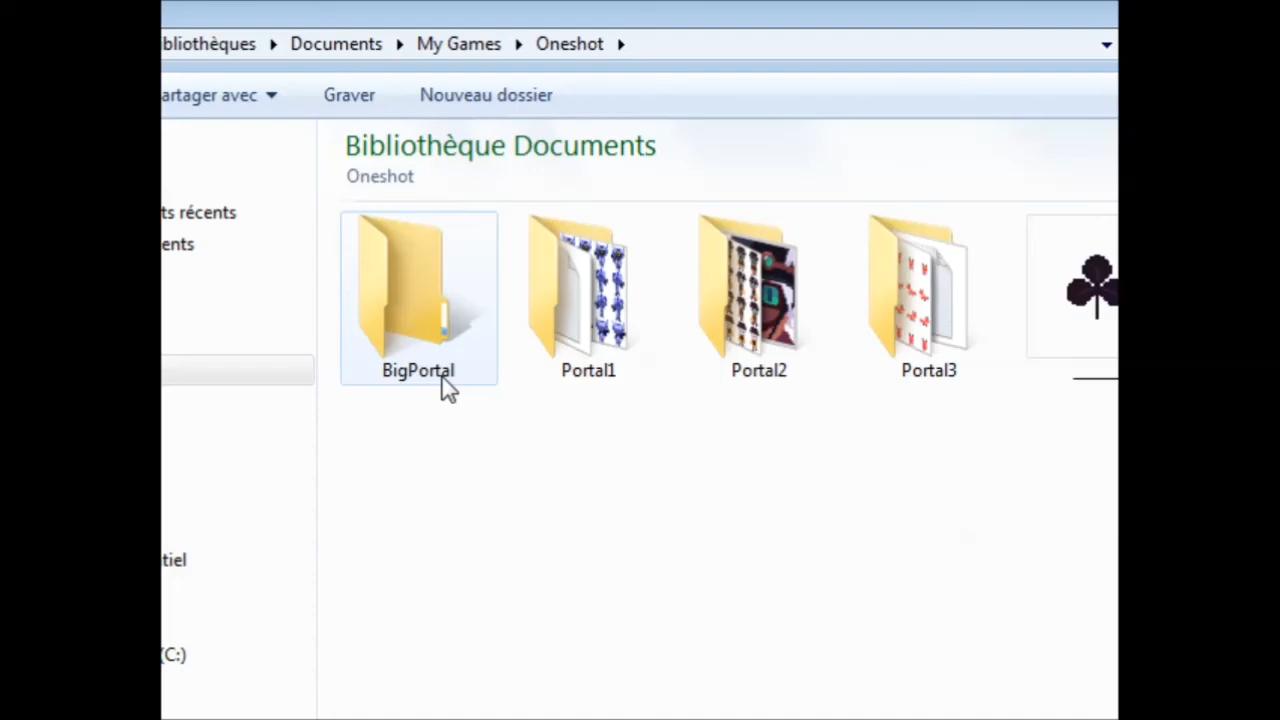 bliothèques ▸ Documents ▸ My Games ▸ Oneshot ▸
artager avec Graver Nouveau dossier
Bibliothèque Documents
Oneshot
ts récents
ents
BigPortal Portal1 Portal2 Portal3
tiel
(C:)